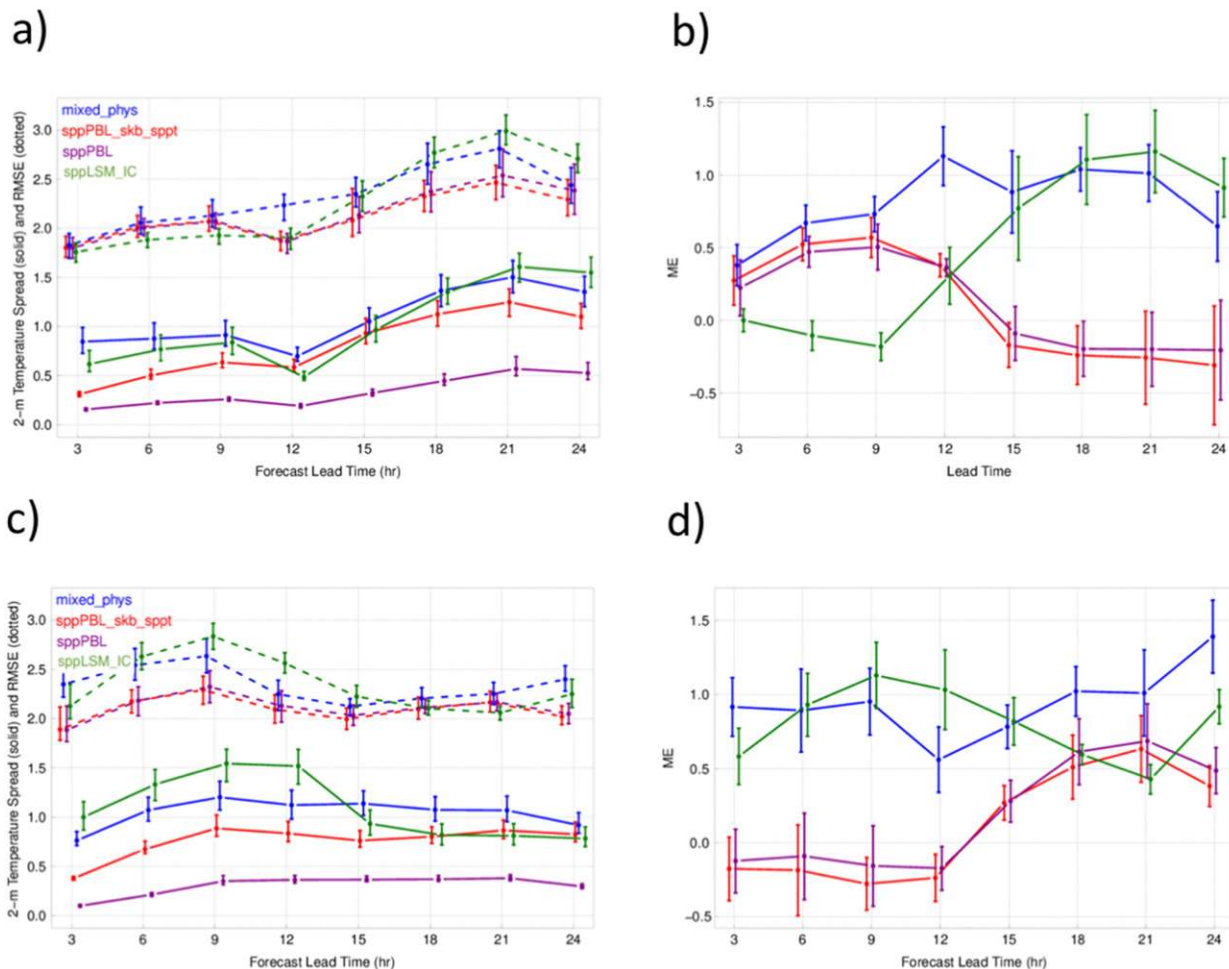 a)
2-m Temperature Spread (solid) and RMSE (dotted)
mixed_phys
sppPBL_skb_sppt
sppPBL
sppLSM_IC
3.0
2.5
2.0
1.5
1.0
0.5
0.0
3 6 9 12 15 18 21 24
Forecast Lead Time (hr)
b)
ME
1.5
1.0
0.5
0.0
−0.5
3 6 9 12 15 18 21 24
Lead Time
c)
2-m Temperature Spread (solid) and RMSE (dotted)
mixed_phys
sppPBL_skb_sppt
sppPBL
sppLSM_IC
3.0
2.5
2.0
1.5
1.0
0.5
0.0
3 6 9 12 15 18 21 24
Forecast Lead Time (hr)
d)
ME
1.5
1.0
0.5
0.0
−0.5
3 6 9 12 15 18 21 24
Forecast Lead Time (hr)